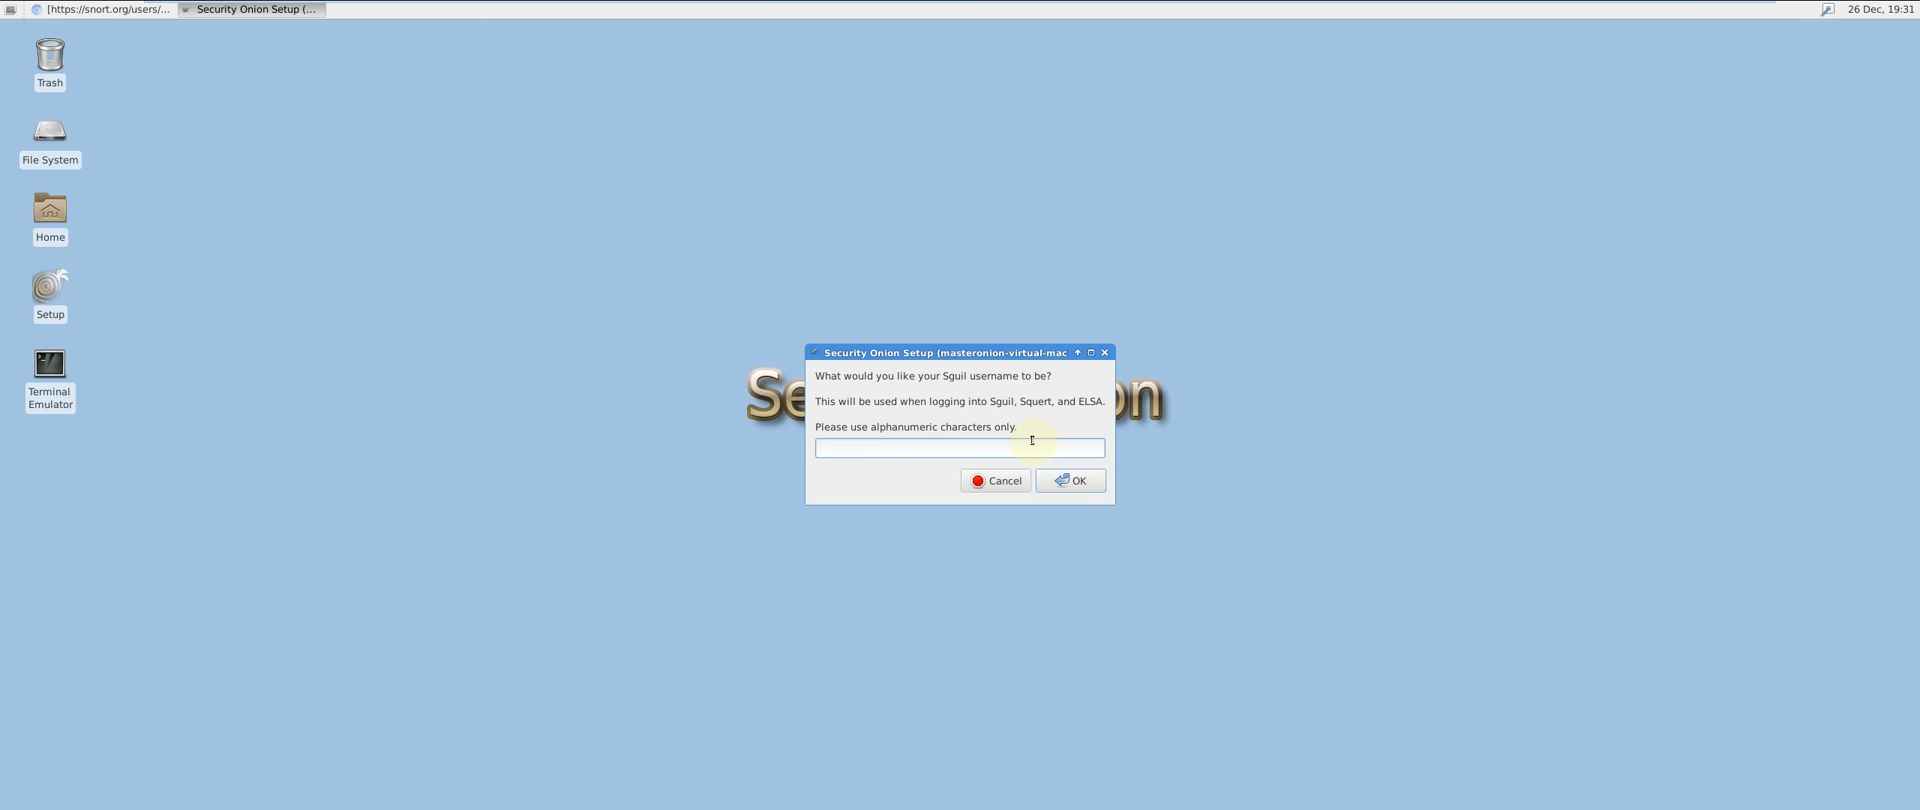 [https://snort.org/users/...
Security Onion Setup (...
26 Dec, 19:31
Trash
File System
Home
Setup
Terminal
Emulator
Se
on
Security Onion Setup (masteronion-virtual-mac
What would you like your Sguil username to be?
This will be used when logging into Sguil, Squert, and ELSA.
Please use alphanumeric characters only.
Cancel
OK